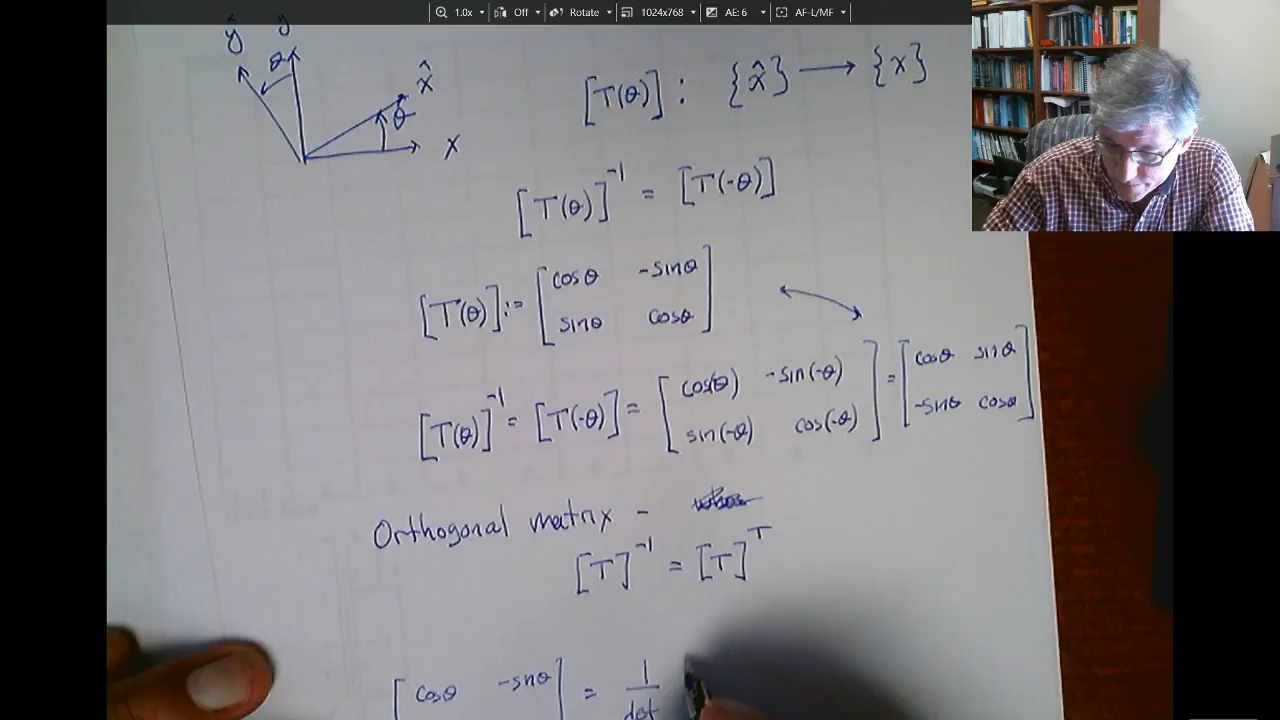 1.0x Off Rotate 1024x768 AE: 6 AF-L/MF
ŷ y
θ x̂
θ
x
[T(θ)] : {x̂} → {x}
[T(θ)]⁻¹ = [T(-θ)]
[T(θ)] := [cosθ -sinθ
sinθ cosθ]
[T(θ)]⁻¹ = [T(-θ)] = [cos(θ) -sin(-θ) = [cosθ sinθ
sin(-θ) cos(-θ)] -sinθ cosθ]
Orthogonal matrix -
[T]⁻¹ = [T]ᵀ
[cosθ -snθ] = 1
det